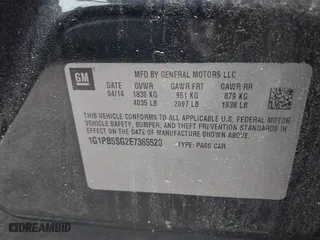 GM
MFD BY GENERAL MOTORS LLC
DATE GVWR GAWR FRT GAWR RR
04/14 1830 KG 951 KG 879 KG
4035 LB 2097 LB 1938 LB
THIS VEHICLE CONFORMS TO ALL APPLICABLE U.S. FEDERAL MOTOR
VEHICLE SAFETY, BUMPER, AND THEFT PREVENTION STANDARDS IN
EFFECT ON THE DATE OF MANUFACTURE SHOWN ABOVE.
1G1PB5SG2E7365520 TYPE: PASS CAR
DREAMBID